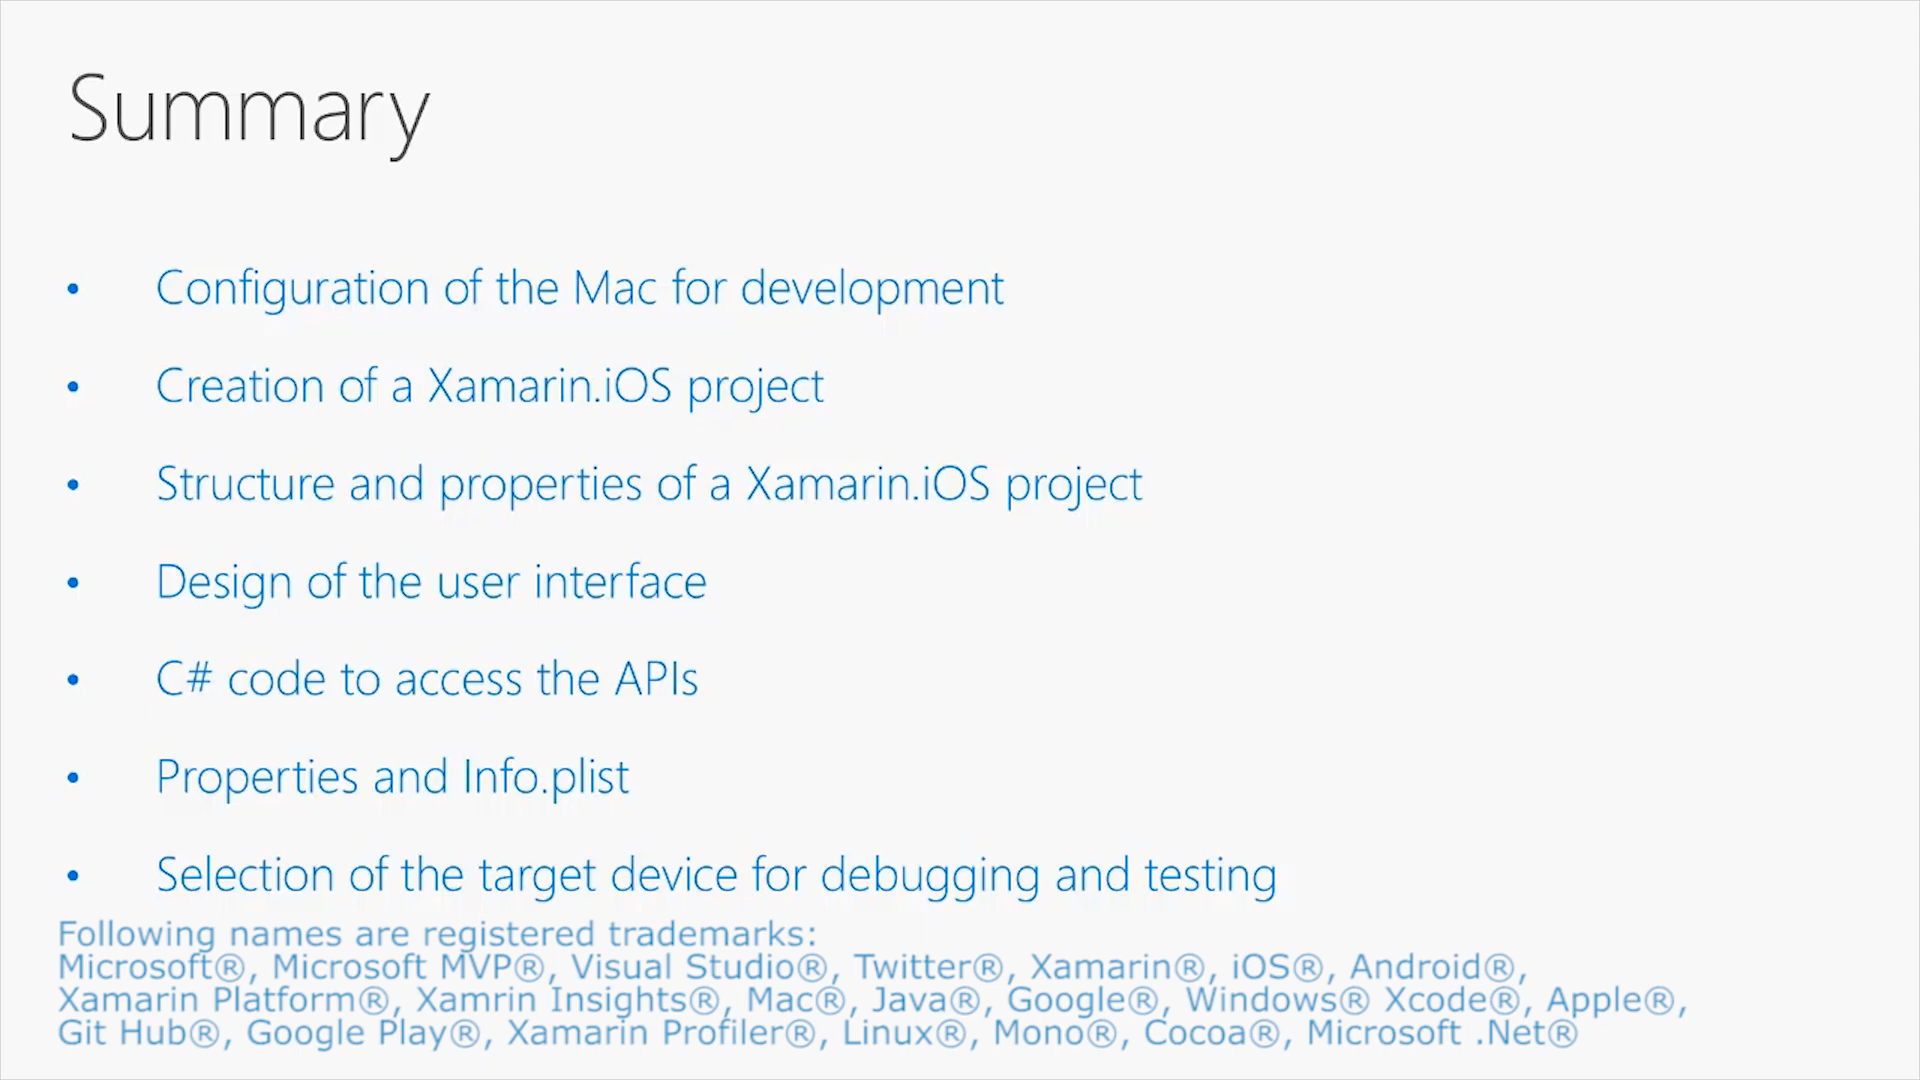 Summary
• Configuration of the Mac for development
• Creation of a Xamarin.iOS project
• Structure and properties of a Xamarin.iOS project
• Design of the user interface
• C# code to access the APIs
• Properties and Info.plist
• Selection of the target device for debugging and testing
Following names are registered trademarks:
Microsoft®, Microsoft MVP®, Visual Studio®, Twitter®, Xamarin®, iOS®, Android®,
Xamarin Platform®, Xamrin Insights®, Mac®, Java®, Google®, Windows® Xcode®, Apple®,
Git Hub®, Google Play®, Xamarin Profiler®, Linux®, Mono®, Cocoa®, Microsoft .Net®